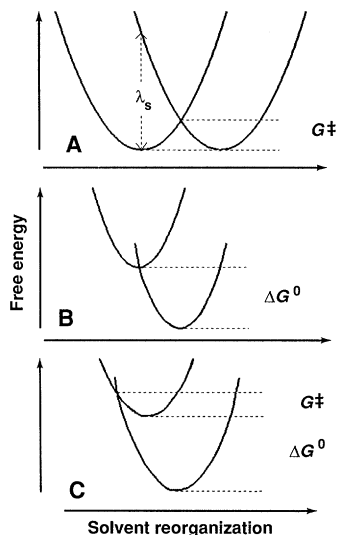 λs
A
G‡
B
ΔG⁰
G‡
ΔG⁰
C
Free energy
Solvent reorganization